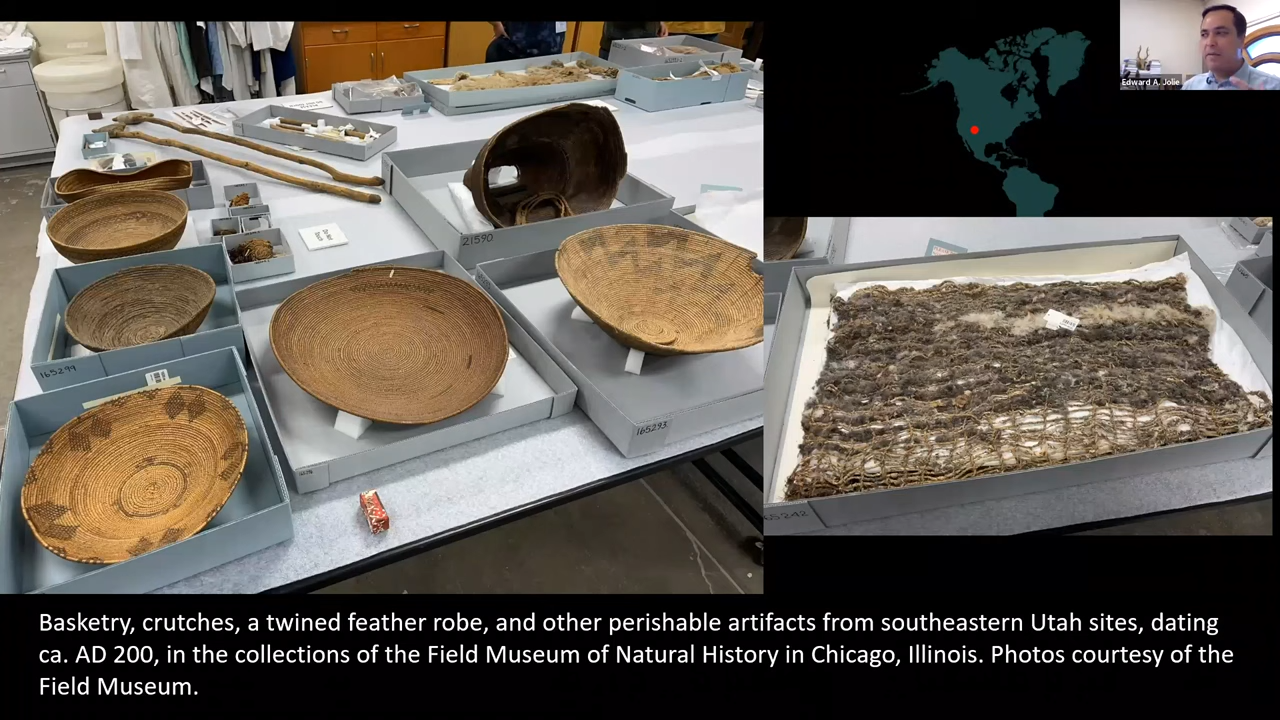 Edward A. Jolie
21590
165299
165293
Basketry, crutches, a twined feather robe, and other perishable artifacts from southeastern Utah sites, dating
ca. AD 200, in the collections of the Field Museum of Natural History in Chicago, Illinois. Photos courtesy of the
Field Museum.